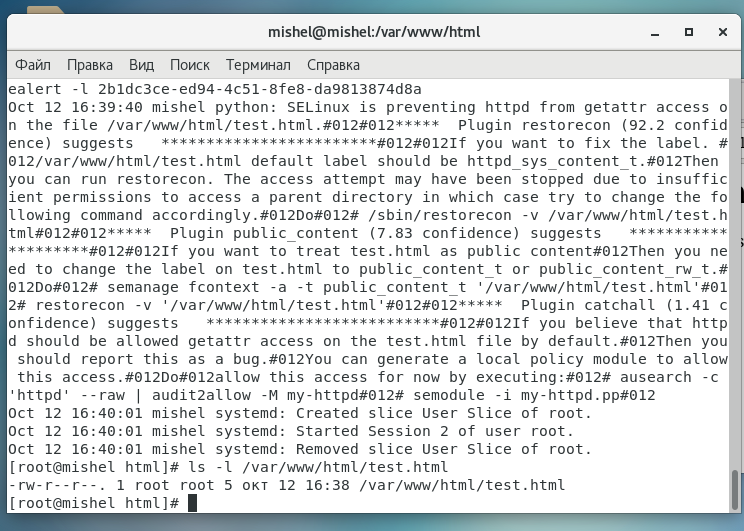 mishel@mishel:/var/www/html
Файл Правка Вид Поиск Терминал Справка
ealert -l 2b1dc3ce-ed94-4c51-8fe8-da9813874d8a
Oct 12 16:39:40 mishel python: SELinux is preventing httpd from getattr access o
n the file /var/www/html/test.html.#012#012*****  Plugin restorecon (92.2 confid
ence) suggests   ************************#012#012If you want to fix the label. #
012/var/www/html/test.html default label should be httpd_sys_content_t.#012Then
you can run restorecon. The access attempt may have been stopped due to insuffic
ient permissions to access a parent directory in which case try to change the fo
llowing command accordingly.#012Do#012# /sbin/restorecon -v /var/www/html/test.h
tml#012#012*****  Plugin public_content (7.83 confidence) suggests   ***********
*********#012#012If you want to treat test.html as public content#012Then you ne
ed to change the label on test.html to public_content_t or public_content_rw_t.#
012Do#012# semanage fcontext -a -t public_content_t '/var/www/html/test.html'#01
2# restorecon -v '/var/www/html/test.html'#012#012*****  Plugin catchall (1.41 c
onfidence) suggests   **************************#012#012If you believe that http
d should be allowed getattr access on the test.html file by default.#012Then you
 should report this as a bug.#012You can generate a local policy module to allow
 this access.#012Do#012allow this access for now by executing:#012# ausearch -c
'httpd' --raw | audit2allow -M my-httpd#012# semodule -i my-httpd.pp#012
Oct 12 16:40:01 mishel systemd: Created slice User Slice of root.
Oct 12 16:40:01 mishel systemd: Started Session 2 of user root.
Oct 12 16:40:01 mishel systemd: Removed slice User Slice of root.
[root@mishel html]# ls -l /var/www/html/test.html
-rw-r--r--. 1 root root 5 окт 12 16:38 /var/www/html/test.html
[root@mishel html]#